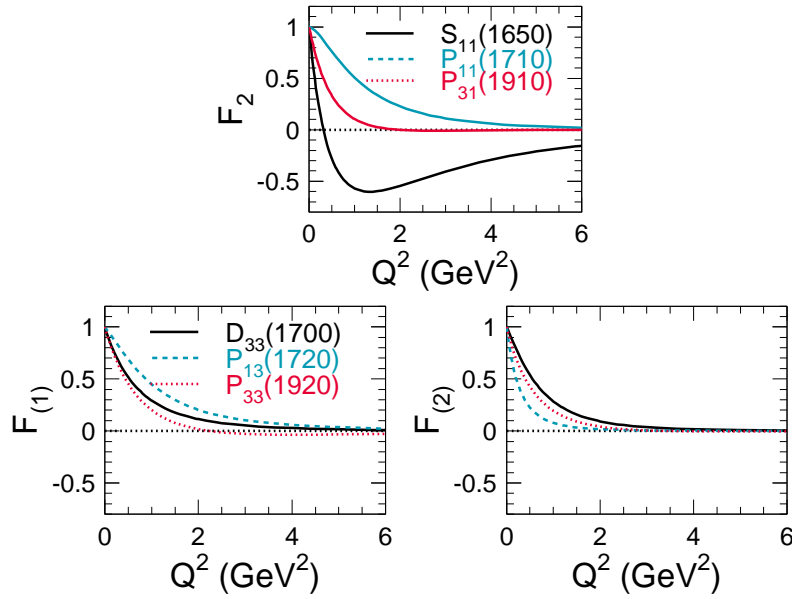 1
0.5
0
-0.5
F2
S11(1650)
P11(1710)
P31(1910)
0 2 4 6
Q2 (GeV2)
1
0.5
0
-0.5
F(1)
D33(1700)
P13(1720)
P33(1920)
0 2 4 6
Q2 (GeV2)
1
0.5
0
-0.5
F(2)
0 2 4 6
Q2 (GeV2)